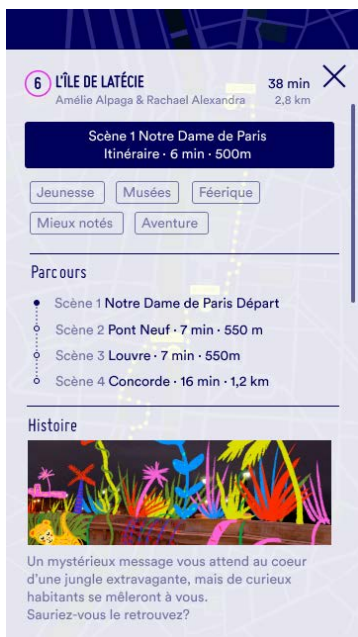 6 L'ÎLE DE LATÉCIE 38 min
Amélie Alpaga & Rachael Alexandra 2,8 km
Scène 1 Notre Dame de Paris
Itinéraire · 6 min · 500m
Jeunesse Musées Féerique
Mieux notés Aventure
Parcours
Scène 1 Notre Dame de Paris Départ
Scène 2 Pont Neuf · 7 min · 550 m
Scène 3 Louvre · 7 min · 550m
Scène 4 Concorde · 16 min · 1,2 km
Histoire
Un mystérieux message vous attend au coeur
d'une jungle extravagante, mais de curieux
habitants se mêleront à vous.
Sauriez-vous le retrouvez?